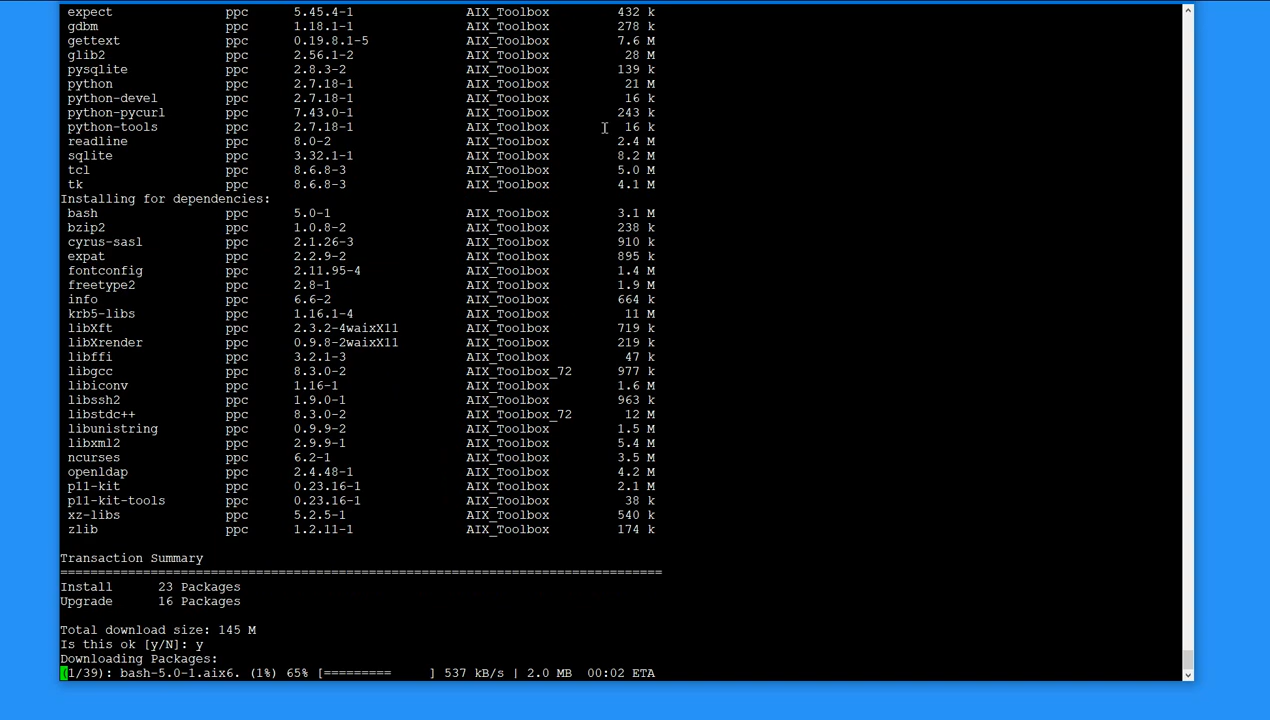 expect ppc 5.45.4-1 AIX_Toolbox 432 k
gdbm ppc 1.18.1-1 AIX_Toolbox 278 k
gettext ppc 0.19.8.1-5 AIX_Toolbox 7.6 M
glib2 ppc 2.56.1-2 AIX_Toolbox 28 M
pysqlite ppc 2.8.3-2 AIX_Toolbox 139 k
python ppc 2.7.18-1 AIX_Toolbox 21 M
python-devel ppc 2.7.18-1 AIX_Toolbox 16 k
python-pycurl ppc 7.43.0-1 AIX_Toolbox 243 k
python-tools ppc 2.7.18-1 AIX_Toolbox 16 k
readline ppc 8.0-2 AIX_Toolbox 2.4 M
sqlite ppc 3.32.1-1 AIX_Toolbox 8.2 M
tcl ppc 8.6.8-3 AIX_Toolbox 5.0 M
tk ppc 8.6.8-3 AIX_Toolbox 4.1 M
Installing for dependencies:
bash ppc 5.0-1 AIX_Toolbox 3.1 M
bzip2 ppc 1.0.8-2 AIX_Toolbox 238 k
cyrus-sasl ppc 2.1.26-3 AIX_Toolbox 910 k
expat ppc 2.2.9-2 AIX_Toolbox 895 k
fontconfig ppc 2.11.95-4 AIX_Toolbox 1.4 M
freetype2 ppc 2.8-1 AIX_Toolbox 1.9 M
info ppc 6.6-2 AIX_Toolbox 664 k
krb5-libs ppc 1.16.1-4 AIX_Toolbox 11 M
libXft ppc 2.3.2-4waixX11 AIX_Toolbox 719 k
libXrender ppc 0.9.8-2waixX11 AIX_Toolbox 219 k
libffi ppc 3.2.1-3 AIX_Toolbox 47 k
libgcc ppc 8.3.0-2 AIX_Toolbox_72 977 k
libiconv ppc 1.16-1 AIX_Toolbox 1.6 M
libssh2 ppc 1.9.0-1 AIX_Toolbox 963 k
libstdc++ ppc 8.3.0-2 AIX_Toolbox_72 12 M
libunistring ppc 0.9.9-2 AIX_Toolbox 1.5 M
libxml2 ppc 2.9.9-1 AIX_Toolbox 5.4 M
ncurses ppc 6.2-1 AIX_Toolbox 3.5 M
openldap ppc 2.4.48-1 AIX_Toolbox 4.2 M
p11-kit ppc 0.23.16-1 AIX_Toolbox 2.1 M
p11-kit-tools ppc 0.23.16-1 AIX_Toolbox 38 k
xz-libs ppc 5.2.5-1 AIX_Toolbox 540 k
zlib ppc 1.2.11-1 AIX_Toolbox 174 k
Transaction Summary
================================================================================
Install 23 Packages
Upgrade 16 Packages
Total download size: 145 M
Is this ok [y/N]: y
Downloading Packages:
(1/39): bash-5.0-1.aix6. (1%) 65% [========= ] 537 kB/s | 2.0 MB 00:02 ETA